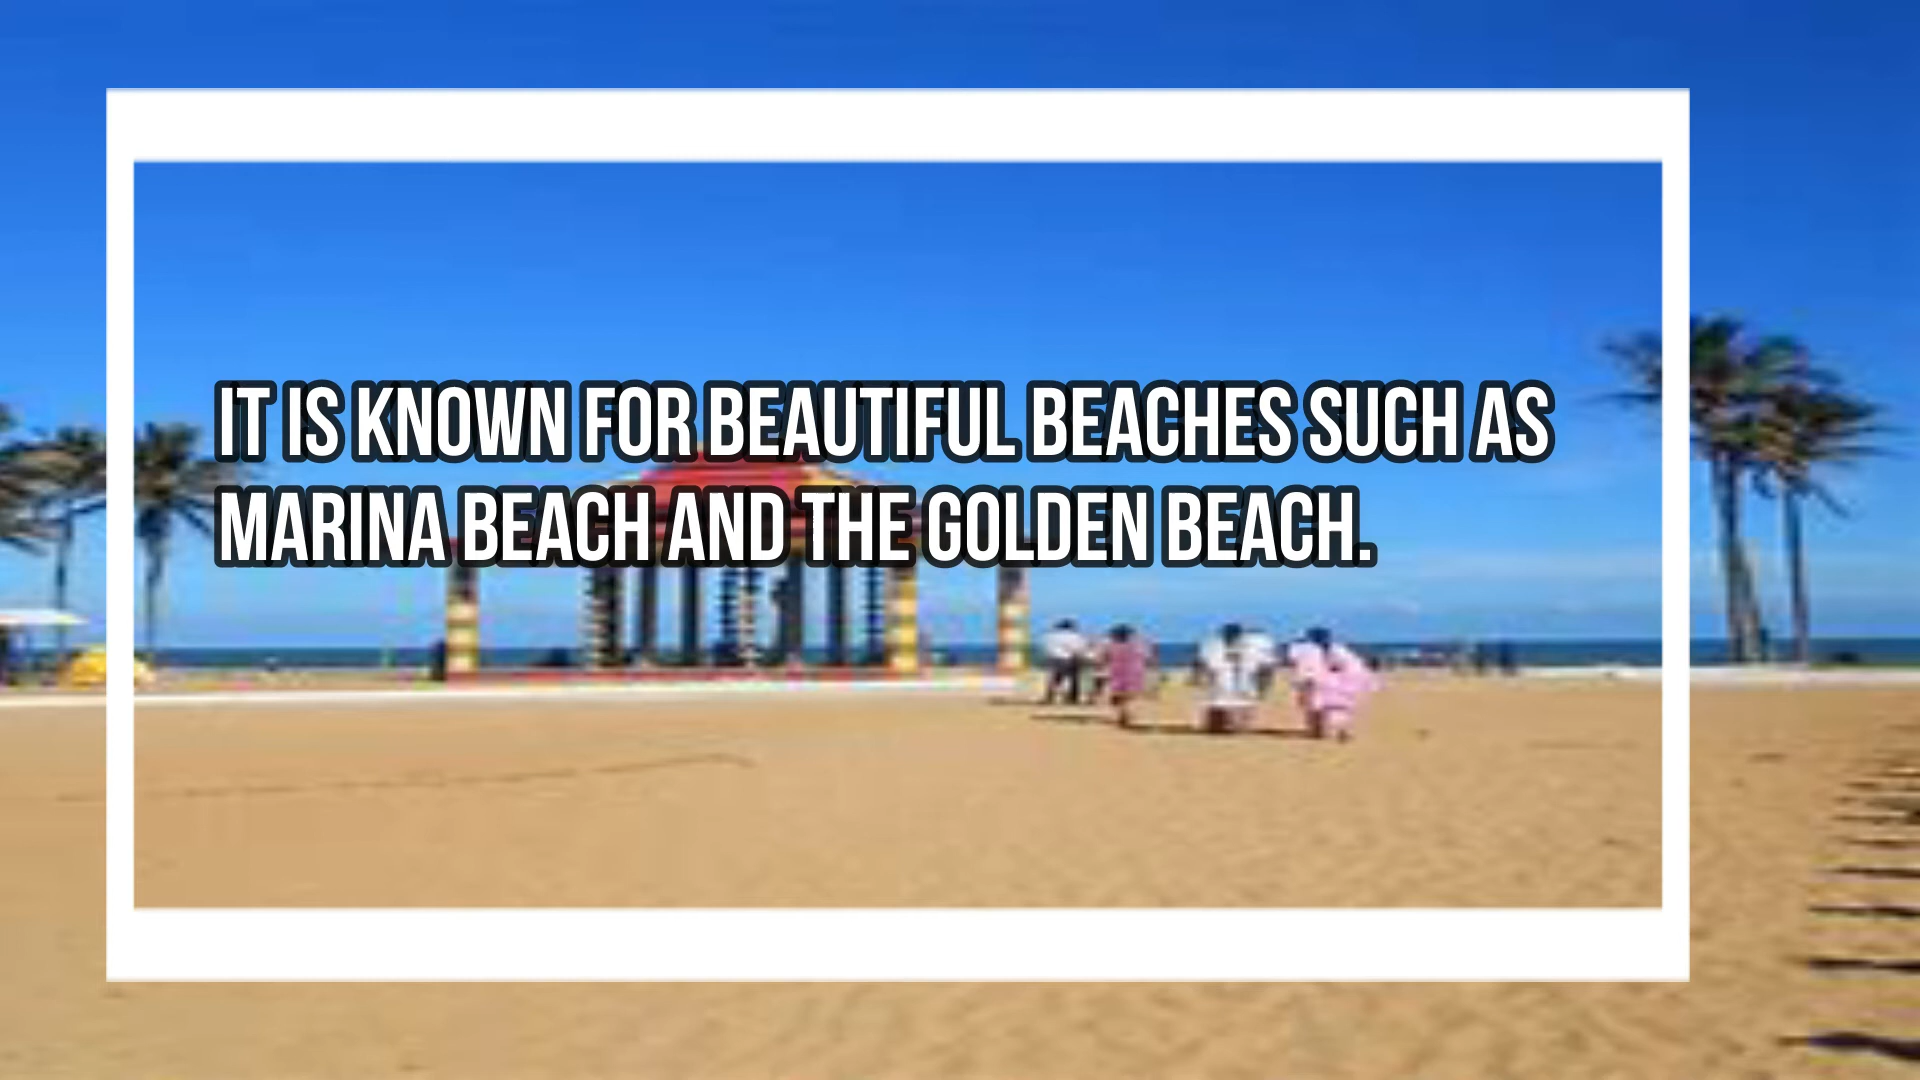 IT IS KNOWN FOR BEAUTIFUL BEACHES SUCH AS
MARINA BEACH AND THE GOLDEN BEACH.